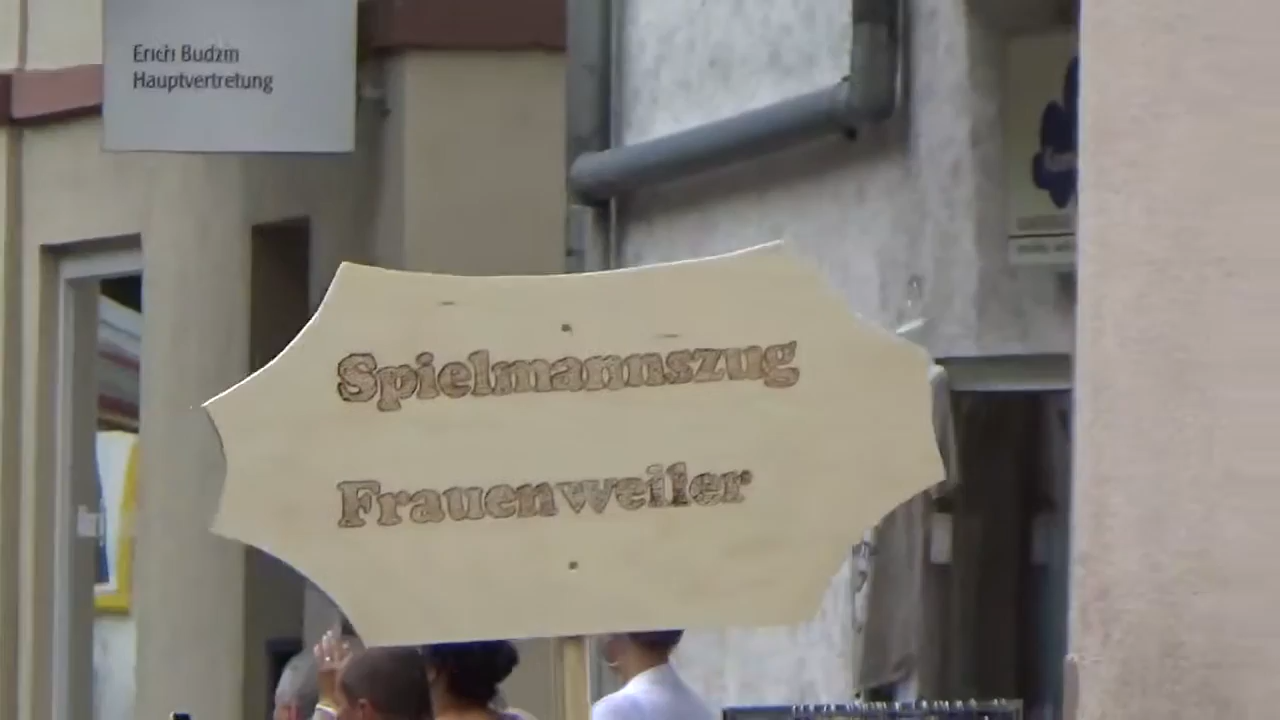 Erich Budzin
Hauptvertretung
Spielmannszug
Frauenweiler